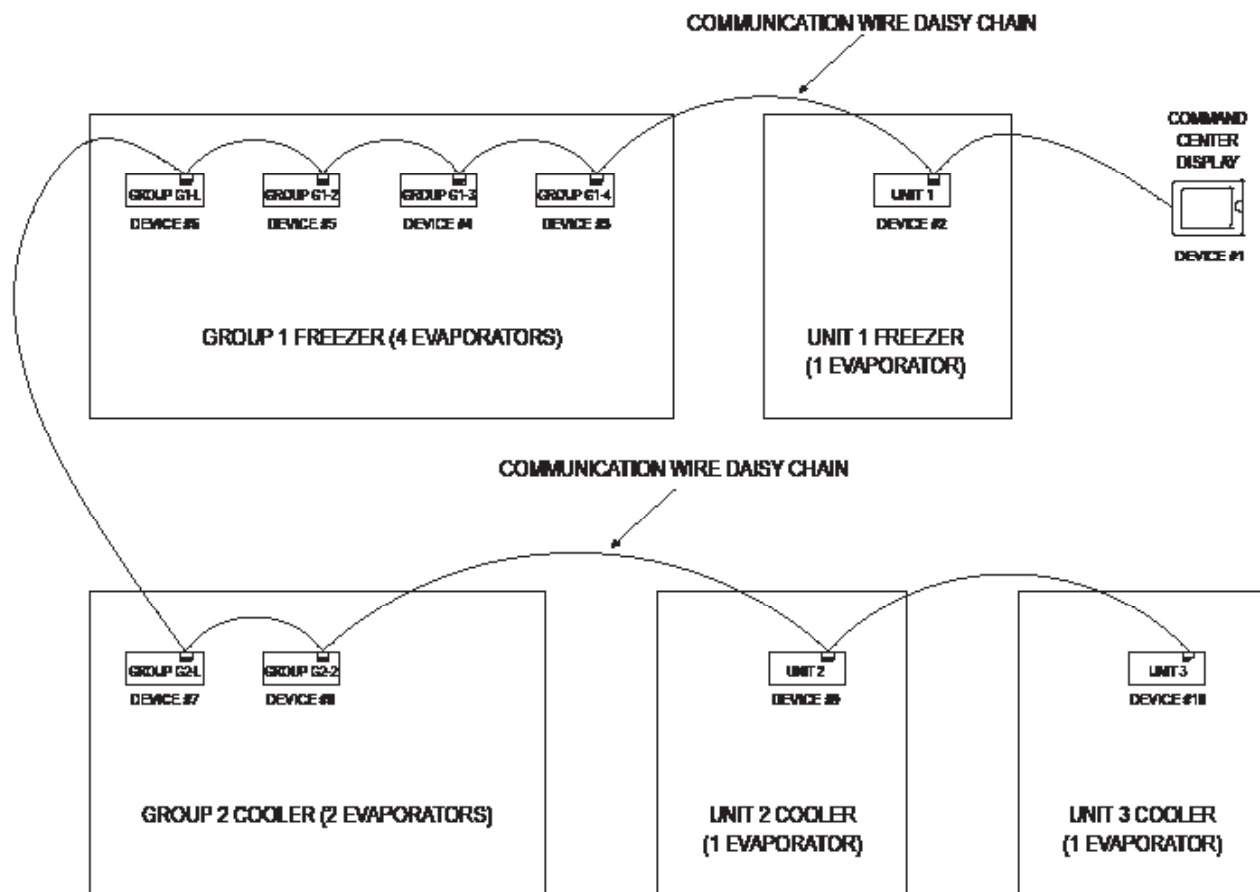 COMMUNICATION WIRE DAISY CHAIN
COMMAND
CENTER
DISPLAY
GROUP G1-L
GROUP G1-2
GROUP G1-3
GROUP G1-4
UNIT 1
DEVICE #6
DEVICE #5
DEVICE #4
DEVICE #3
DEVICE #2
DEVICE #1
GROUP 1 FREEZER (4 EVAPORATORS)
UNIT 1 FREEZER
(1 EVAPORATOR)
COMMUNICATION WIRE DAISY CHAIN
GROUP G2-L
GROUP G2-2
UNIT 2
UNIT 3
DEVICE #7
DEVICE #8
DEVICE #9
DEVICE #10
GROUP 2 COOLER (2 EVAPORATORS)
UNIT 2 COOLER
(1 EVAPORATOR)
UNIT 3 COOLER
(1 EVAPORATOR)